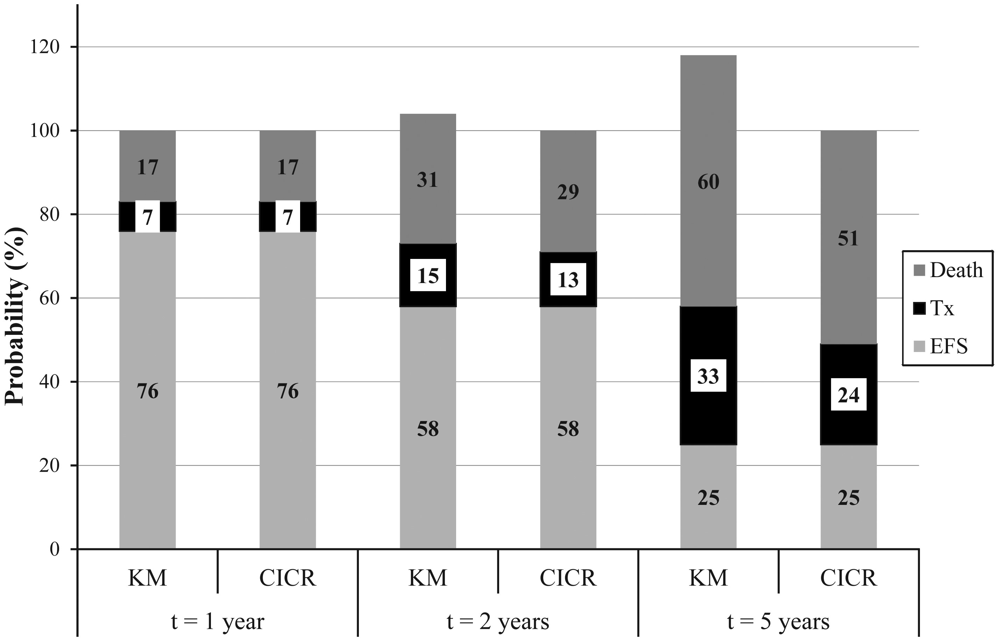 Probability (%)
120
100
80
60
40
20
0
17
7
76
17
7
76
31
15
58
29
13
58
60
33
25
51
24
25
Death
Tx
EFS
KM
CICR
KM
CICR
KM
CICR
t = 1 year
t = 2 years
t = 5 years